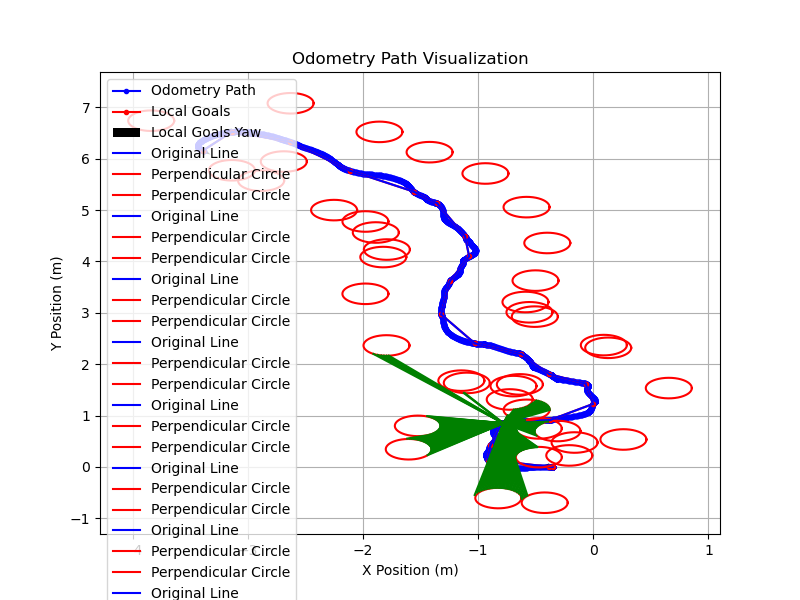 Odometry Path Visualization
Y Position (m)
7
6
5
4
3
2
1
0
−1
−2
−1
0
1
X Position (m)
Odometry Path
Local Goals
Local Goals Yaw
Original Line
Perpendicular Circle
Perpendicular Circle
Original Line
Perpendicular Circle
Perpendicular Circle
Original Line
Perpendicular Circle
Perpendicular Circle
Original Line
Perpendicular Circle
Perpendicular Circle
Original Line
Perpendicular Circle
Perpendicular Circle
Original Line
Perpendicular Circle
Perpendicular Circle
Original Line
Perpendicular Circle
Perpendicular Circle
Original Line